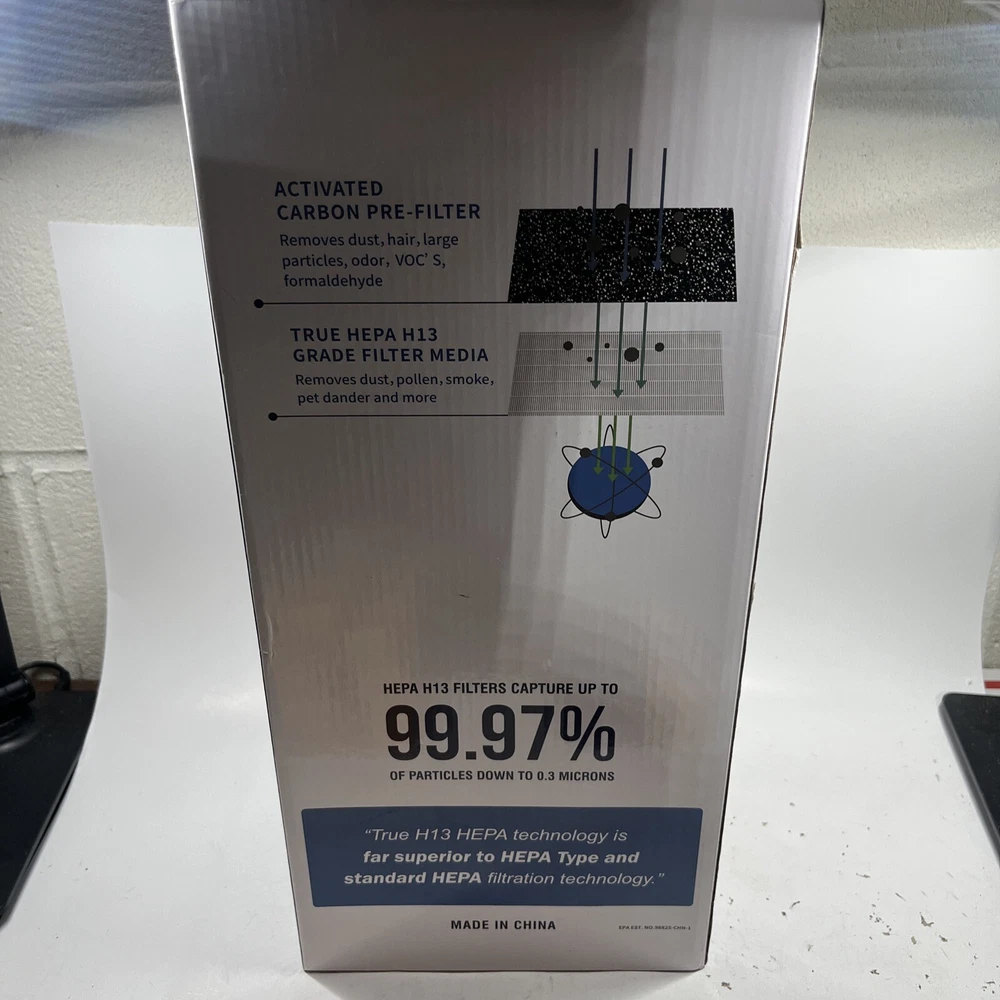 ACTIVATED
CARBON PRE-FILTER
Removes dust, hair, large
particles, odor, VOC' S,
formaldehyde
TRUE HEPA H13
GRADE FILTER MEDIA
Removes dust, pollen, smoke,
pet dander and more
HEPA H13 FILTERS CAPTURE UP TO
99.97%
OF PARTICLES DOWN TO 0.3 MICRONS
“True H13 HEPA technology is
far superior to HEPA Type and
standard HEPA filtration technology.”
MADE IN CHINA
EPA EST. NO.